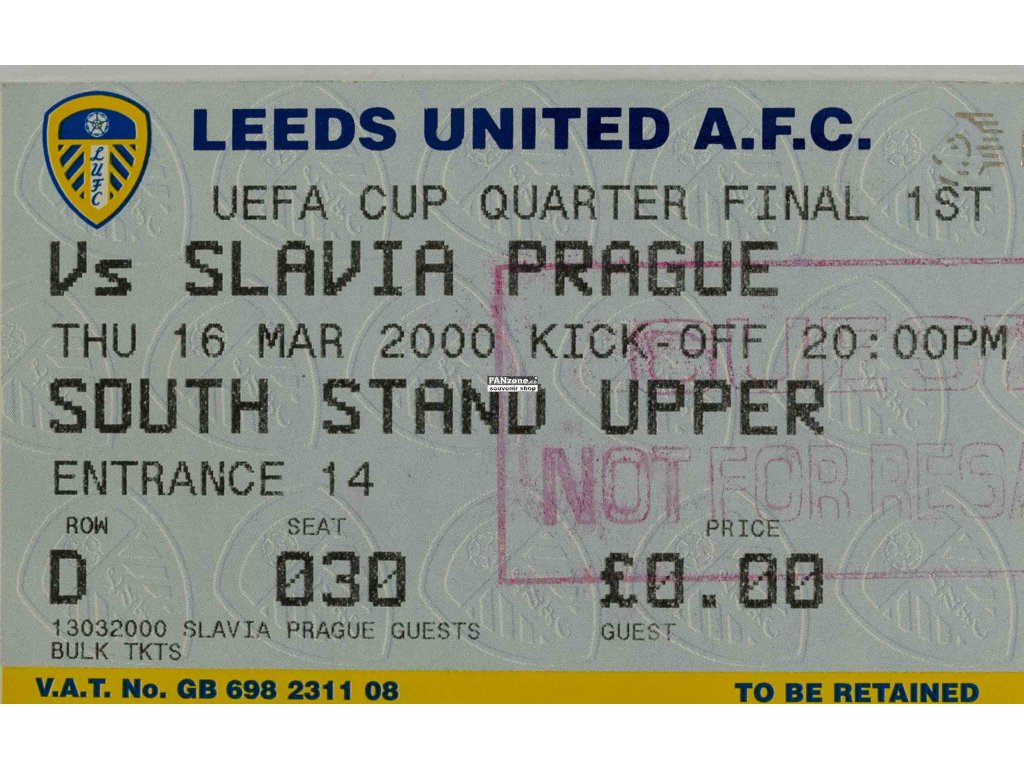 LEEDS UNITED A.F.C.
LUFC
UEFA CUP QUARTER FINAL 1ST
Vs SLAVIA PRAGUE
THU 16 MAR 2000 KICK-OFF 20:00PM
FANzone.cz
souvenir shop
SOUTH STAND UPPER
GUEST
ENTRANCE 14
NOT FOR RESA
ROW SEAT PRICE
D 030 £0.00
13032000 SLAVIA PRAGUE GUESTS GUEST
BULK TKTS
V.A.T. No. GB 698 2311 08 TO BE RETAINED